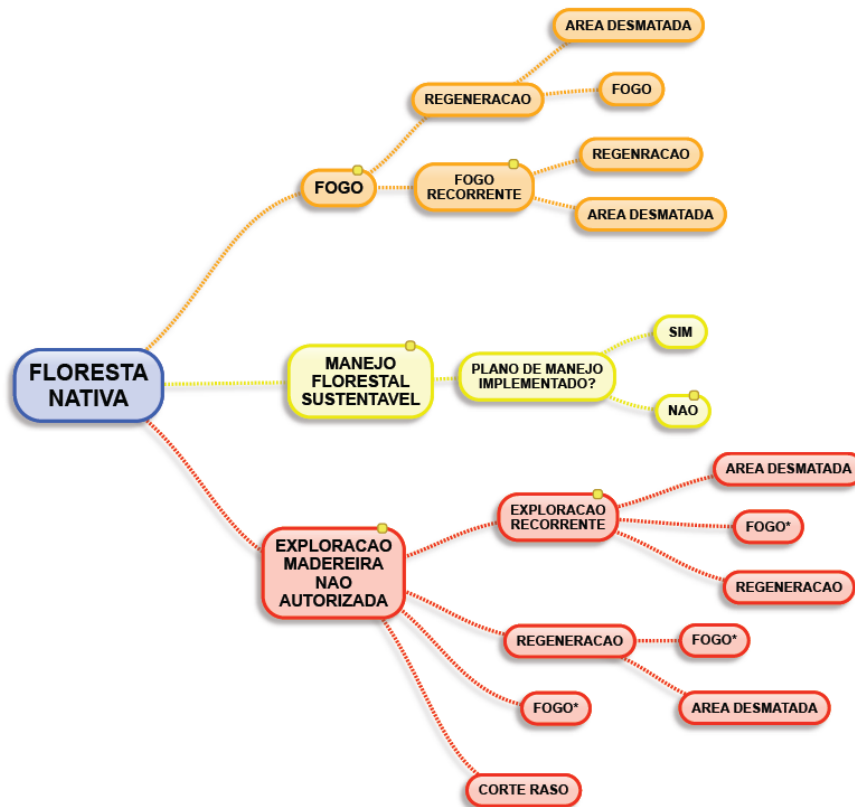 AREA DESMATADA
REGENERACAO
FOGO
FOGO
FOGO
RECORRENTE
REGENRACAO
AREA DESMATADA
FLORESTA
NATIVA
MANEJO
FLORESTAL
SUSTENTAVEL
PLANO DE MANEJO
IMPLEMENTADO?
SIM
NAO
EXPLORACAO
MADEREIRA
NAO
AUTORIZADA
EXPLORACAO
RECORRENTE
AREA DESMATADA
FOGO*
REGENERACAO
REGENERACAO
FOGO*
AREA DESMATADA
FOGO*
CORTE RASO